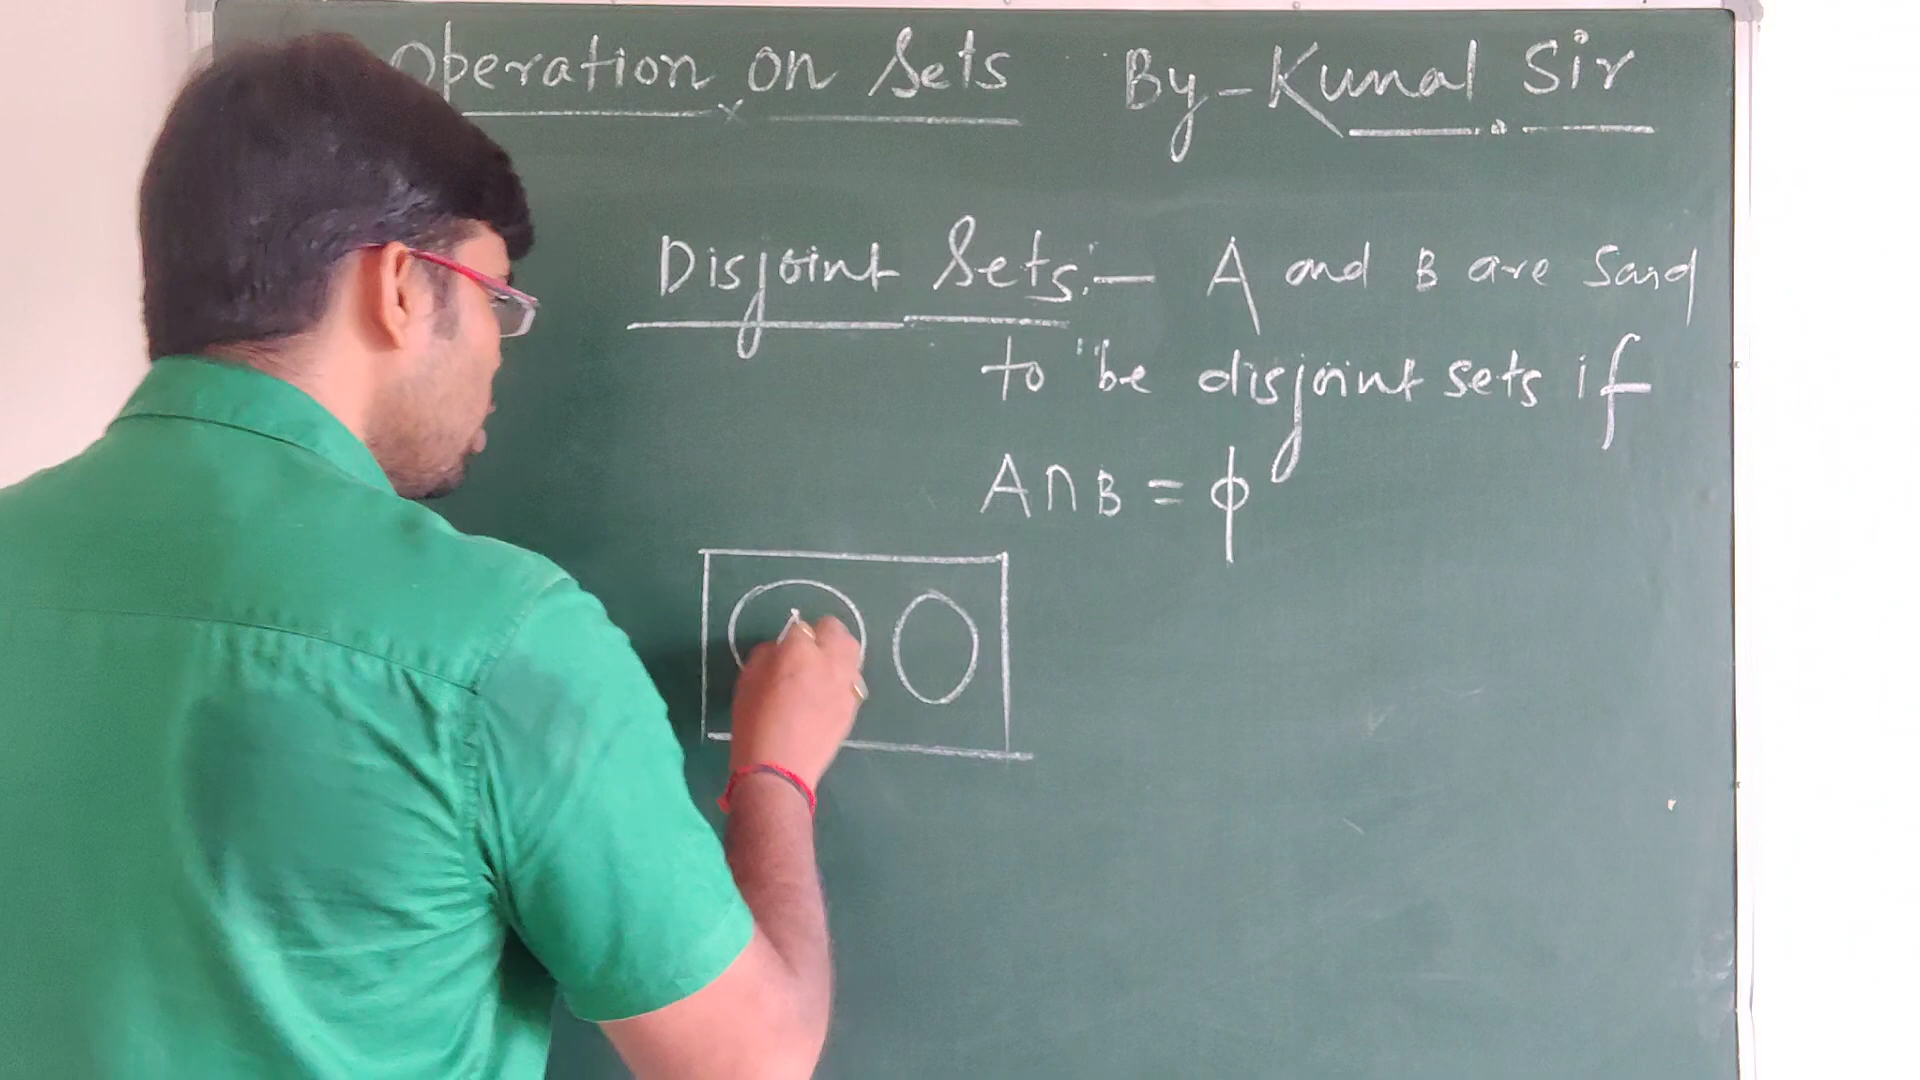 Operation on Sets By-Kunal Sir
Disjoint Sets:- A and B are said
to "be disjoint sets if
A∩B = ϕ
A